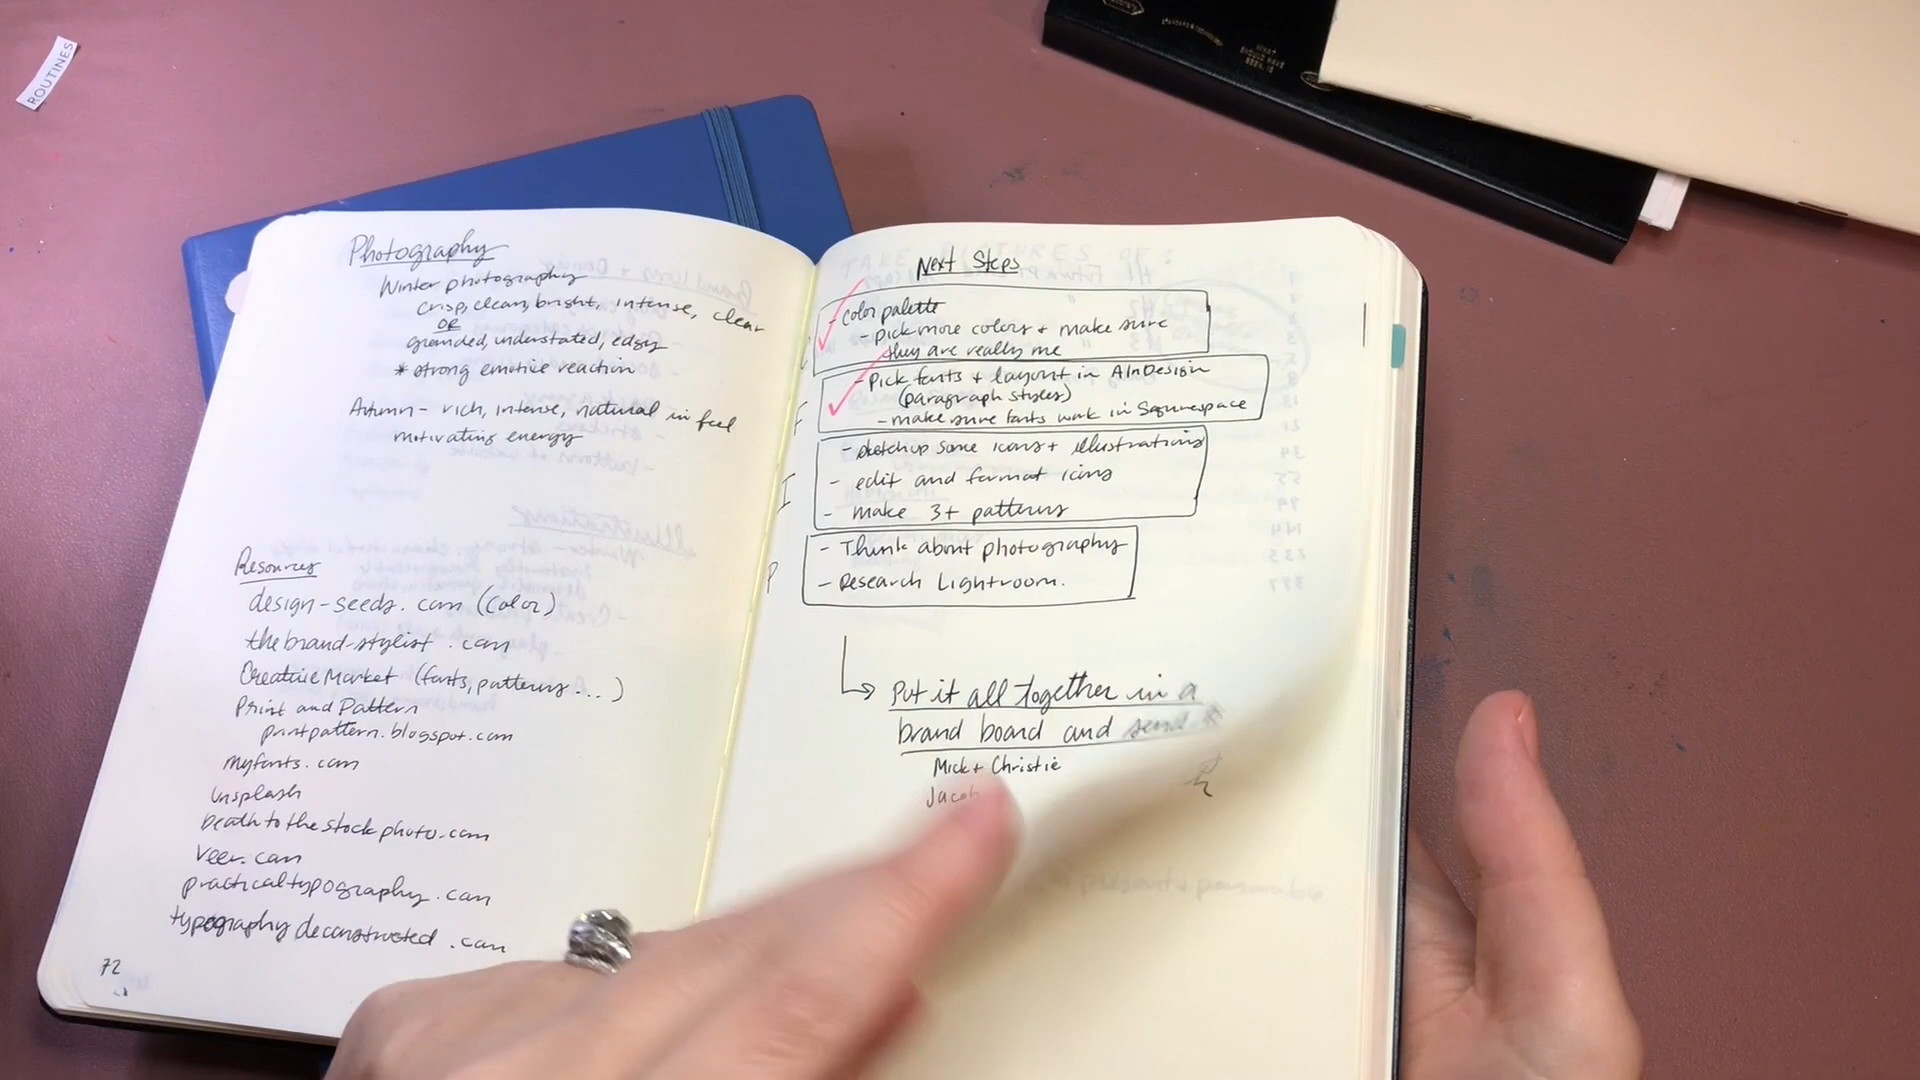 ROUTINES
Photography
Winter photography
crisp, clean, bright, intense, clear
OR
grounded, understated, edgy
* strong emotive reaction
Autumn - rich, intense, natural in feel
motivating energy
Resources
design-seeds.com (color)
thebrand-stylist.com
Creative Market (fonts, patterns...)
Print and Pattern
printpattern.blogspot.com
myfonts.com
Unsplash
Death to the stock photo.com
Veer.com
practicaltypography.com
typography deconstructed.com
72
Next Steps
- Color palette
- pick more colors + make sure
they are really me
- Pick fonts + layout in AInDesign
(paragraph styles)
- make sure fonts work in Squarespace
F
- sketch up some icons + illustrations
- edit and format icing
I
- make 3+ patterns
- Think about photography
P
- Research Lightroom.
Put it all together in a
brand board and send
Mick + Christie
Jacob